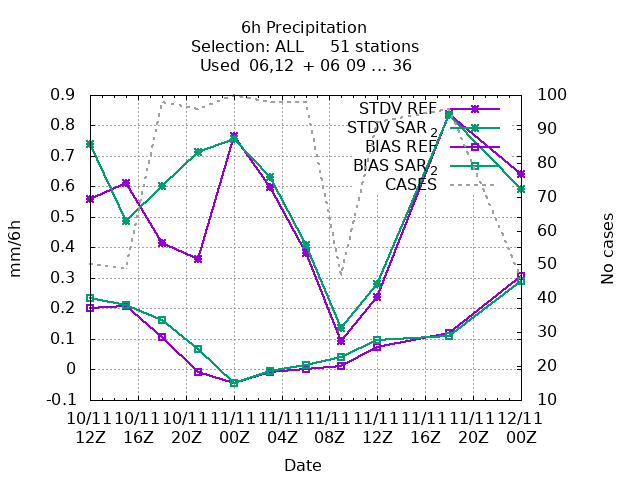 6h Precipitation
Selection: ALL 51 stations
Used 06,12 + 06 09 ... 36
STDV REF
STDV SAR 2
BIAS REF
BIAS SAR 2
CASES
mm/6h
0.9
0.8
0.7
0.6
0.5
0.4
0.3
0.2
0.1
0
-0.1
No cases
100
90
80
70
60
50
40
30
20
10
10/11 10/11 10/11 11/11 11/11 11/11 11/11 11/11 11/11 12/11
12Z 16Z 20Z 00Z 04Z 08Z 12Z 16Z 20Z 00Z
Date